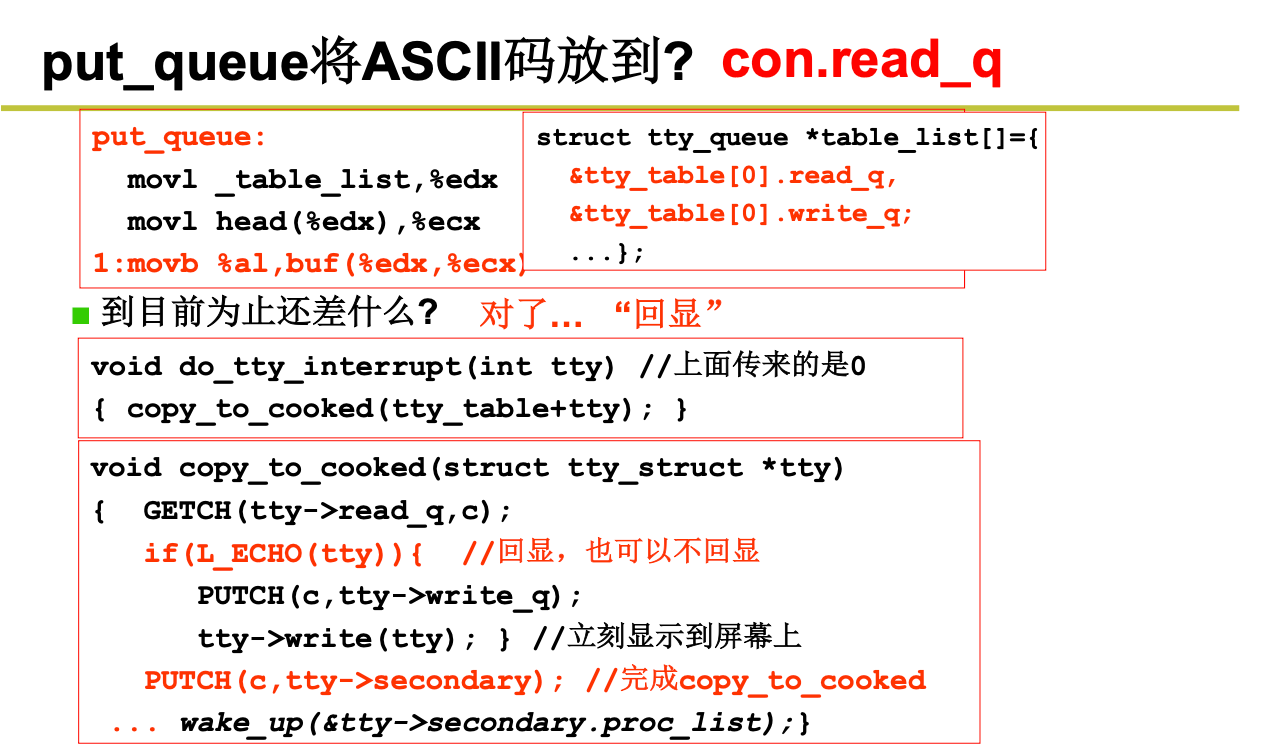 put_queue将ASCII码放到? con.read_q
put_queue:
movl _table_list,%edx
movl head(%edx),%ecx
1:movb %al,buf(%edx,%ecx)
struct tty_queue *table_list[]={
&tty_table[0].read_q,
&tty_table[0].write_q;
...};
到目前为止还差什么? 对了… “回显”
void do_tty_interrupt(int tty) //上面传来的是0
{ copy_to_cooked(tty_table+tty); }
void copy_to_cooked(struct tty_struct *tty)
{ GETCH(tty->read_q,c);
if(L_ECHO(tty)){ //回显，也可以不回显
PUTCH(c,tty->write_q);
tty->write(tty); } //立刻显示到屏幕上
PUTCH(c,tty->secondary); //完成copy_to_cooked
... wake_up(&tty->secondary.proc_list);}